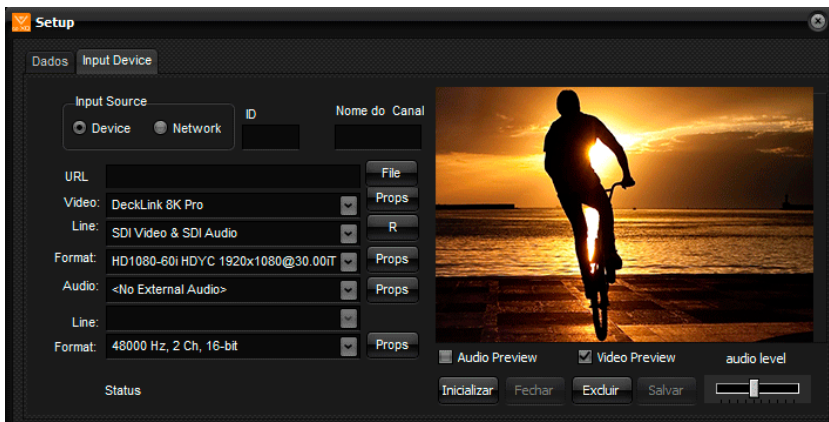 Setup
Dados Input Device
Input Source
Device Network
ID
Nome do Canal
URL File
Video: DeckLink 8K Pro Props
Line: SDI Video & SDI Audio R
Format: HD1080-60i HDYC 1920x1080@30.00iT Props
Audio: <No External Audio> Props
Line:
Format: 48000 Hz, 2 Ch, 16-bit Props
Status
Audio Preview Video Preview audio level
Inicializar Fechar Excluir Salvar